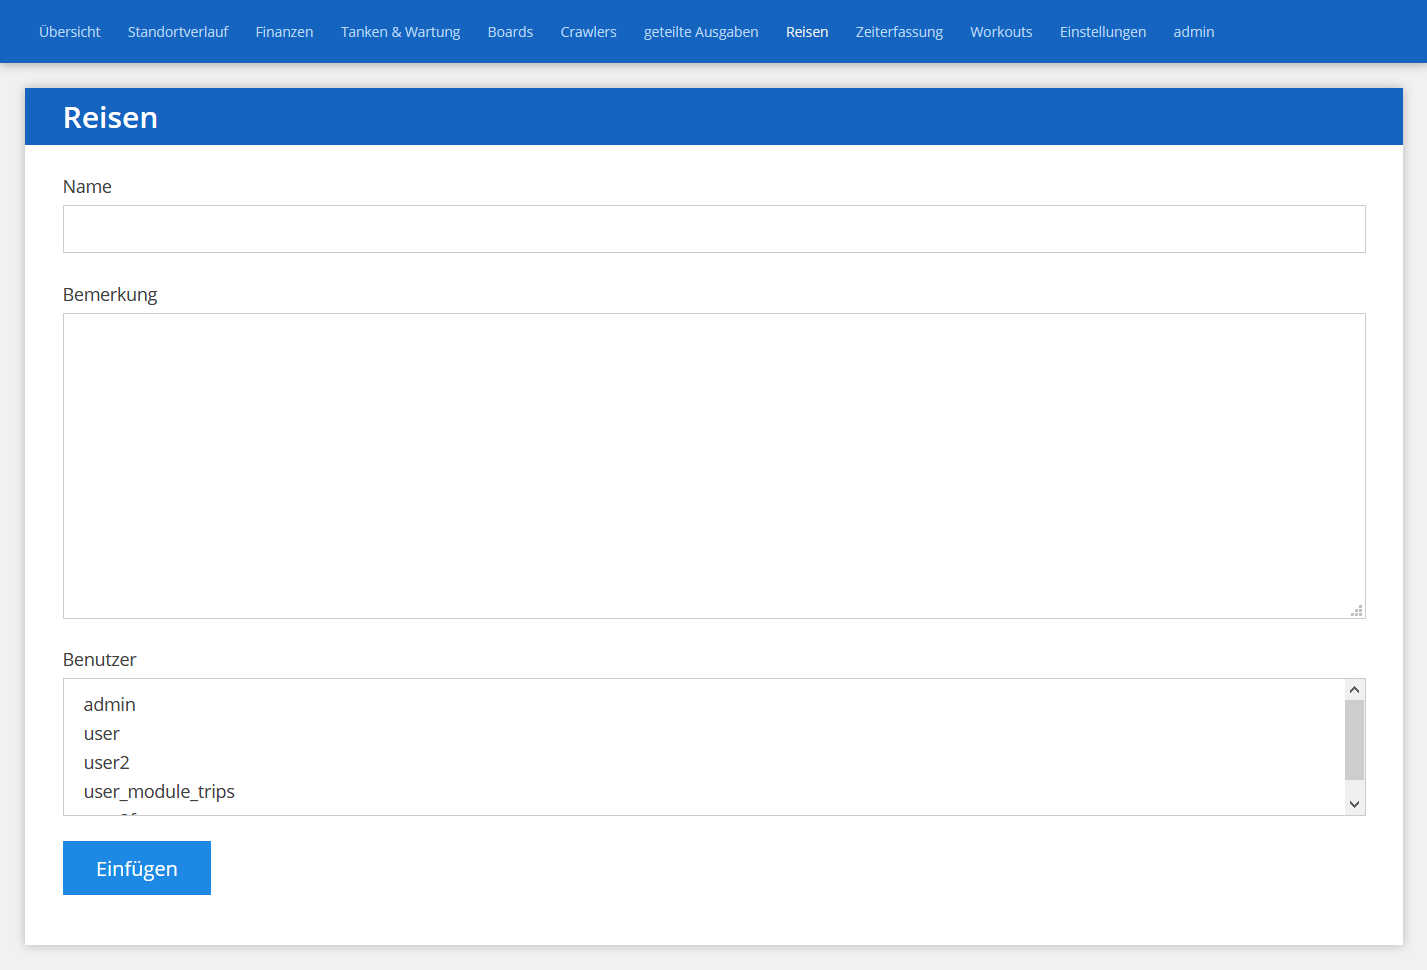 Übersicht Standortverlauf Finanzen Tanken & Wartung Boards Crawlers geteilte Ausgaben Reisen Zeiterfassung Workouts Einstellungen admin
Reisen
Name
Bemerkung
Benutzer
admin
user
user2
user_module_trips
Einfügen